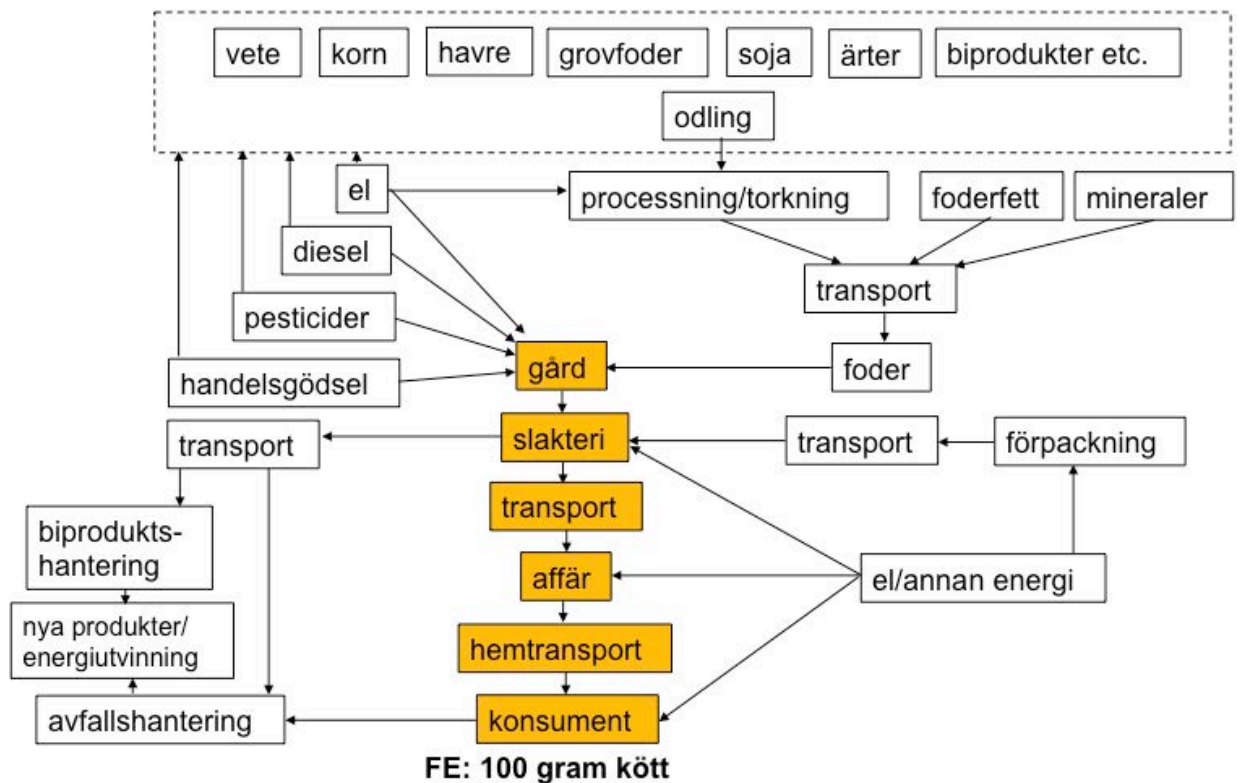 vete
korn
havre
grovfoder
soja
ärter
biprodukter etc.
odling
el
processning/torkning
foderfett
mineraler
diesel
transport
pesticider
gård
foder
handelsgödsel
transport
slakteri
transport
förpackning
transport
biprodukts-
hantering
affär
el/annan energi
nya produkter/
energiutvinning
hemtransport
avfallshantering
konsument
FE: 100 gram kött